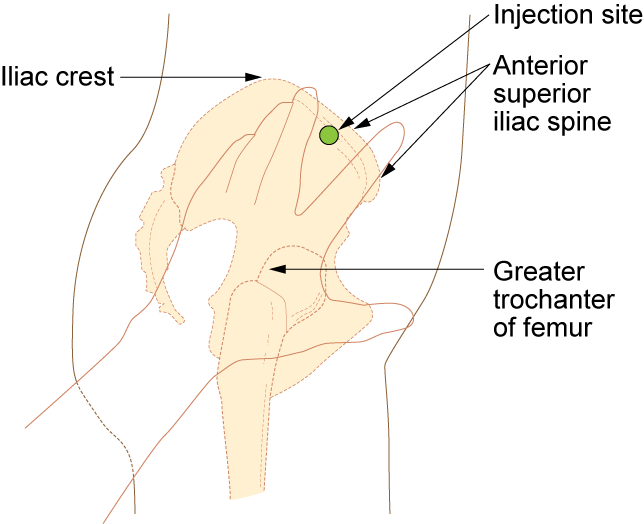 Injection site
Iliac crest
Anterior
superior
iliac spine
Greater
trochanter
of femur